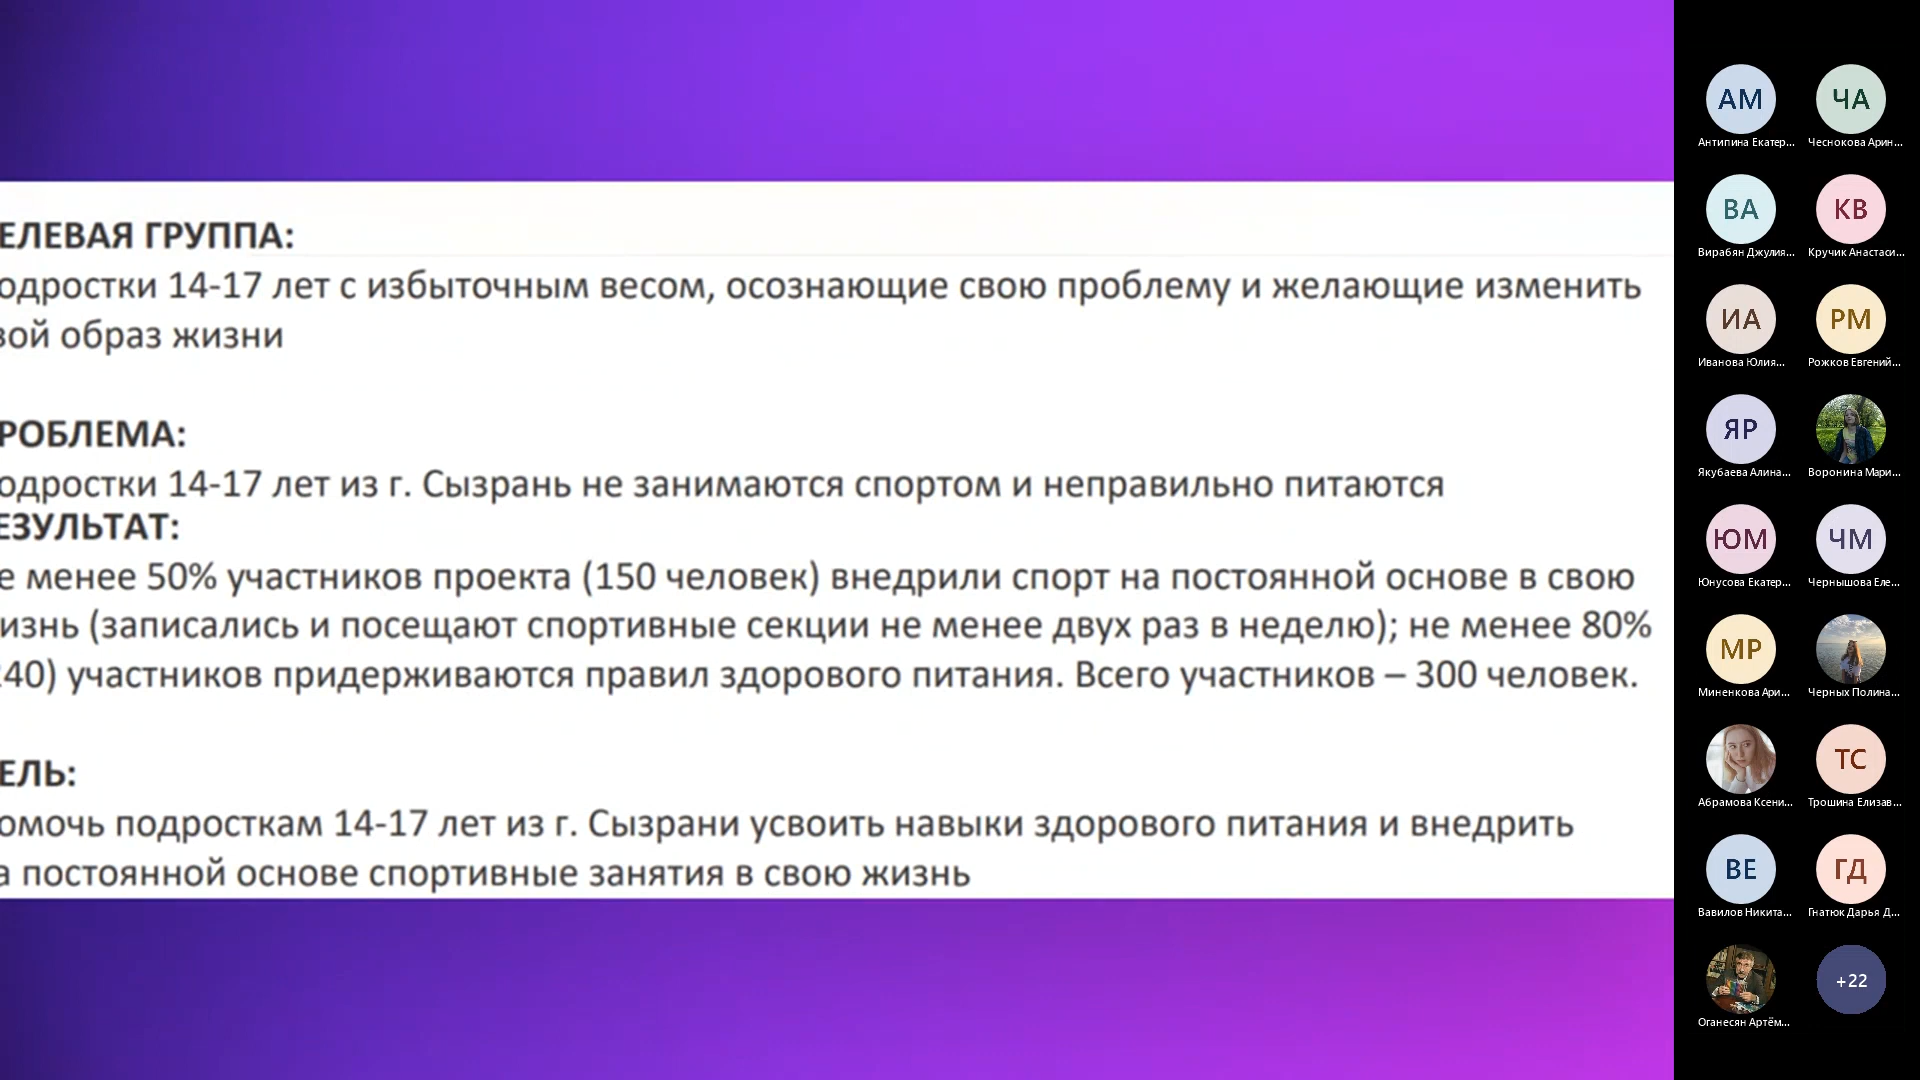 ЕЛЕВАЯ ГРУППА:
одростки 14-17 лет с избыточным весом, осознающие свою проблему и желающие изменить
вой образ жизни
РОБЛЕМА:
одростки 14-17 лет из г. Сызрань не занимаются спортом и неправильно питаются
ЕЗУЛЬТАТ:
е менее 50% участников проекта (150 человек) внедрили спорт на постоянной основе в свою
изнь (записались и посещают спортивные секции не менее двух раз в неделю); не менее 80%
240) участников придерживаются правил здорового питания. Всего участников – 300 человек.
ЕЛЬ:
омочь подросткам 14-17 лет из г. Сызрани усвоить навыки здорового питания и внедрить
а постоянной основе спортивные занятия в свою жизнь
АМ
ЧА
Антипина Екатер...
Чеснокова Арин...
ВА
КВ
Вирабян Джулия...
Кручик Анастаси...
ИА
РМ
Иванова Юлия...
Рожков Евгений...
ЯР
Якубаева Алина...
Воронина Мари...
ЮМ
ЧМ
Юнусова Екатер...
Чернышова Еле...
МР
Миненкова Ари...
Черных Полина...
ТС
Абрамова Ксени...
Трошина Елизав...
ВЕ
ГД
Вавилов Никита...
Гнатюк Дарья Д...
+22
Оганесян Артём...